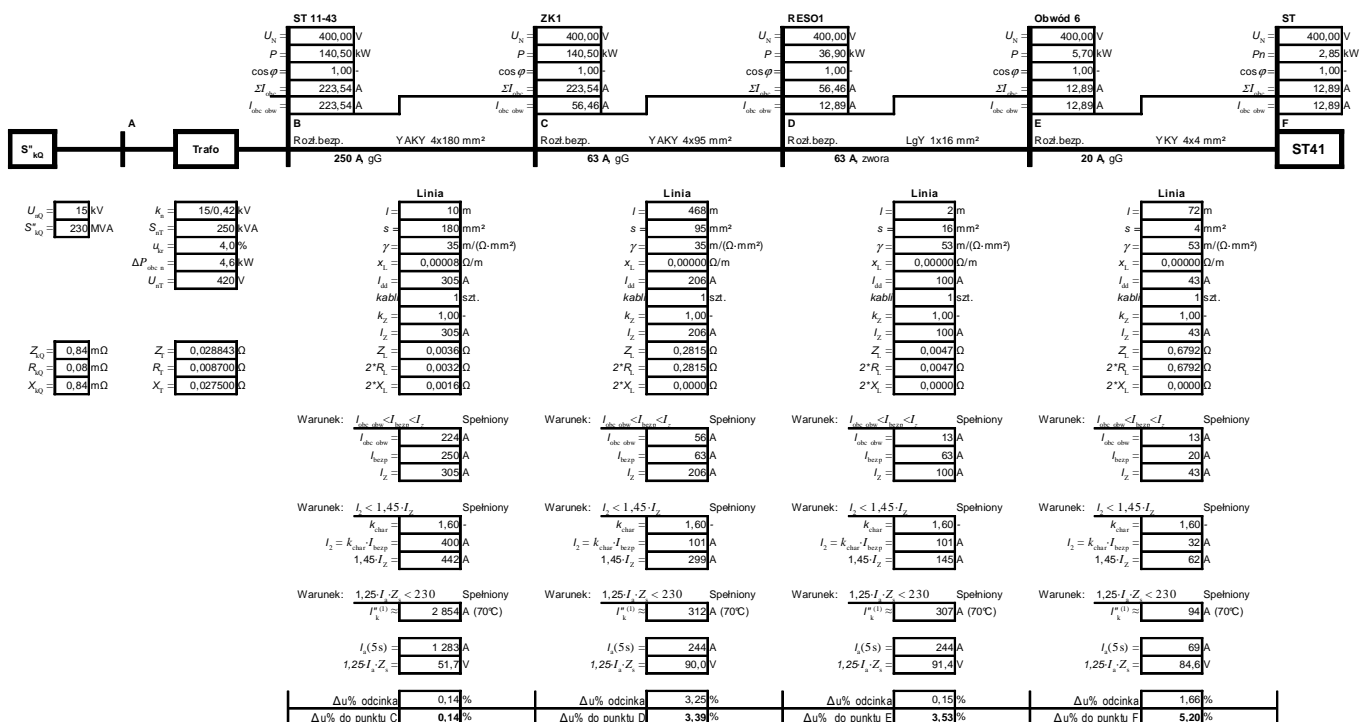 ST 11-43 ZK1 RESO1 Obwód 6 ST
U_N = 400,00 V U_N = 400,00 V U_N = 400,00 V U_N = 400,00 V U_N = 400,00 V
P = 140,50 kW P = 140,50 kW P = 36,90 kW P = 5,70 kW Pn = 2,85 kW
cosφ = 1,00 - cosφ = 1,00 - cosφ = 1,00 - cosφ = 1,00 - cosφ = 1,00 -
ΣI_obc = 223,54 A ΣI_obc = 223,54 A ΣI_obc = 56,46 A ΣI_obc = 12,89 A ΣI_obc = 12,89 A
I_obc obw = 223,54 A I_obc obw = 56,46 A I_obc obw = 12,89 A I_obc obw = 12,89 A I_obc obw = 12,89 A
A B C D E F
S"_kQ Trafo Rozł.bezp. YAKY 4x180 mm² Rozł.bezp. YAKY 4x95 mm² Rozł.bezp. LgY 1x16 mm² Rozł.bezp. YKY 4x4 mm² ST41
250 A, gG 63 A, gG 63 A, zwora 20 A, gG
Linia Linia Linia Linia
U_nQ = 15 kV k_n = 15/0,42 kV l = 10 m l = 468 m l = 2 m l = 72 m
S"_kQ = 230 MVA S_nT = 250 kVA s = 180 mm² s = 95 mm² s = 16 mm² s = 4 mm²
u_kr = 4,0 % γ = 35 m/(Ω·mm²) γ = 35 m/(Ω·mm²) γ = 53 m/(Ω·mm²) γ = 53 m/(Ω·mm²)
ΔP_obc n = 4,6 kW x_L = 0,00008 Ω/m x_L = 0,00000 Ω/m x_L = 0,00000 Ω/m x_L = 0,00000 Ω/m
U_nT = 420 V I_dd = 305 A I_dd = 206 A I_dd = 100 A I_dd = 43 A
kabli 1 szt. kabli 1 szt. kabli 1 szt. kabli 1 szt.
k_Z = 1,00 - k_Z = 1,00 - k_Z = 1,00 - k_Z = 1,00 -
I_Z = 305 A I_Z = 206 A I_Z = 100 A I_Z = 43 A
Z_kQ = 0,84 mΩ Z_T = 0,028843 Ω Z_L = 0,0036 Ω Z_L = 0,2815 Ω Z_L = 0,0047 Ω Z_L = 0,6792 Ω
R_kQ = 0,08 mΩ R_T = 0,008700 Ω 2*R_L = 0,0032 Ω 2*R_L = 0,2815 Ω 2*R_L = 0,0047 Ω 2*R_L = 0,6792 Ω
X_kQ = 0,84 mΩ X_T = 0,027500 Ω 2*X_L = 0,0016 Ω 2*X_L = 0,0000 Ω 2*X_L = 0,0000 Ω 2*X_L = 0,0000 Ω
Warunek: I_obc obw<I_bezp<I_z Spełniony Warunek: I_obc obw<I_bezp<I_z Spełniony Warunek: I_obc obw<I_bezp<I_z Spełniony Warunek: I_obc obw<I_bezp<I_z Spełniony
I_obc obw = 224 A I_obc obw = 56 A I_obc obw = 13 A I_obc obw = 13 A
I_bezp = 250 A I_bezp = 63 A I_bezp = 63 A I_bezp = 20 A
I_Z = 305 A I_Z = 206 A I_Z = 100 A I_Z = 43 A
Warunek: I_2 < 1,45·I_Z Spełniony Warunek: I_2 < 1,45·I_Z Spełniony Warunek: I_2 < 1,45·I_Z Spełniony Warunek: I_2 < 1,45·I_Z Spełniony
k_char = 1,60 - k_char = 1,60 - k_char = 1,60 - k_char = 1,60 -
I_2 = k_char·I_bezp = 400 A I_2 = k_char·I_bezp = 101 A I_2 = k_char·I_bezp = 101 A I_2 = k_char·I_bezp = 32 A
1,45·I_Z = 442 A 1,45·I_Z = 299 A 1,45·I_Z = 145 A 1,45·I_Z = 62 A
Warunek: 1,25·I_a·Z_s < 230 Spełniony Warunek: 1,25·I_a·Z_s < 230 Spełniony Warunek: 1,25·I_a·Z_s < 230 Spełniony Warunek: 1,25·I_a·Z_s < 230 Spełniony
I"_k^(1) ≈ 2 854 A (70°C) I"_k^(1) ≈ 312 A (70°C) I"_k^(1) ≈ 307 A (70°C) I"_k^(1) ≈ 94 A (70°C)
I_a(5s) = 1 283 A I_a(5s) = 244 A I_a(5s) = 244 A I_a(5s) = 69 A
1,25·I_a·Z_s = 51,7 V 1,25·I_a·Z_s = 90,0 V 1,25·I_a·Z_s = 91,4 V 1,25·I_a·Z_s = 84,6 V
Δu% odcinka 0,14 % Δu% odcinka 3,25 % Δu% odcinka 0,15 % Δu% odcinka 1,66 %
Δu% do punktu C 0,14 % Δu% do punktu D 3,39 % Δu% do punktu E 3,53 % Δu% do punktu F 5,20 %